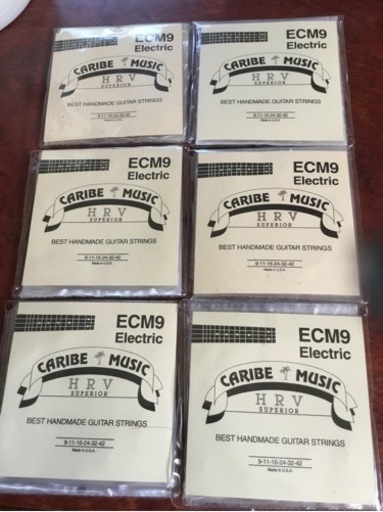 ECM9
Electric
CARIBE MUSIC
HRV
SUPERIOR
BEST HANDMADE GUITAR STRINGS
9-11-16-24-32-42
Made in U.S.A.
ECM9
Electric
CARIBE MUSIC
HRV
SUPERIOR
BEST HANDMADE GUITAR STRINGS
9-11-16-24-32-42
Made in U.S.A.
ECM9
Electric
CARIBE MUSIC
HRV
SUPERIOR
BEST HANDMADE GUITAR STRINGS
9-11-16-24-32-42
Made in U.S.A.
ECM9
Electric
CARIBE MUSIC
HRV
SUPERIOR
BEST HANDMADE GUITAR STRINGS
9-11-16-24-32-42
Made in U.S.A.
ECM9
Electric
CARIBE MUSIC
HRV
SUPERIOR
BEST HANDMADE GUITAR STRINGS
9-11-16-24-32-42
Made in U.S.A.
ECM9
Electric
CARIBE MUSIC
HRV
SUPERIOR
BEST HANDMADE GUITAR STRINGS
9-11-16-24-32-42
Made in U.S.A.